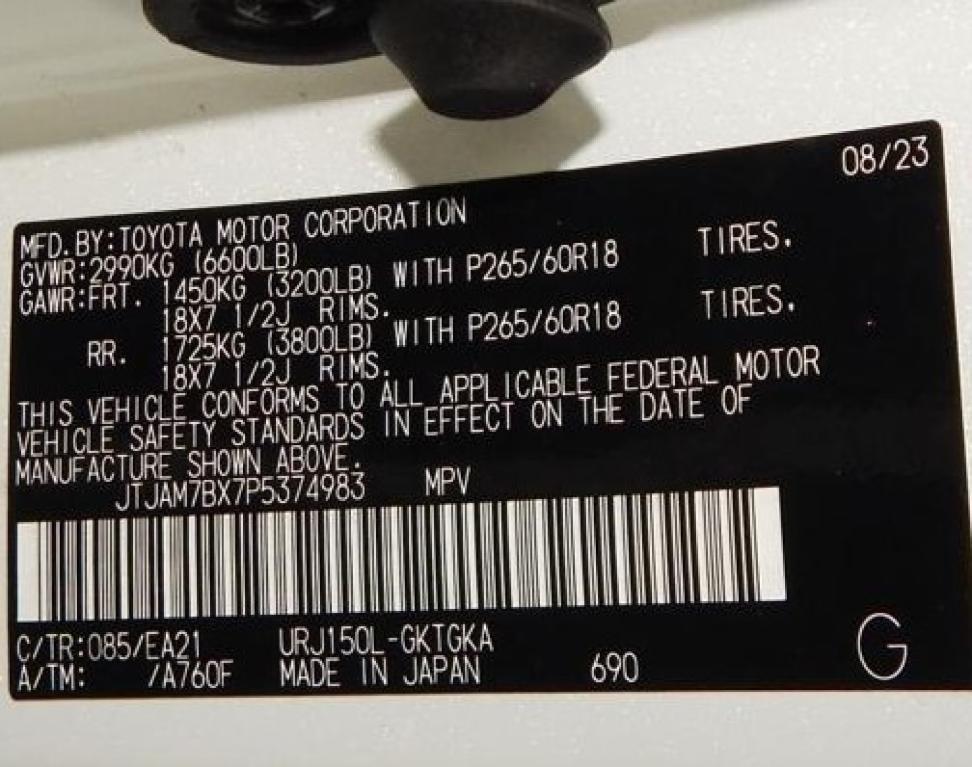 08/23
MFD.BY:TOYOTA MOTOR CORPORATION
GVWR:2990KG (6600LB)
GAWR:FRT. 1450KG (3200LB) WITH P265/60R18 TIRES.
18X7 1/2J RIMS.
RR. 1725KG (3800LB) WITH P265/60R18 TIRES.
18X7 1/2J RIMS.
THIS VEHICLE CONFORMS TO ALL APPLICABLE FEDERAL MOTOR
VEHICLE SAFETY STANDARDS IN EFFECT ON THE DATE OF
MANUFACTURE SHOWN ABOVE.
JTJAM7BX7P5374983 MPV
C/TR:085/EA21 URJ150L-GKTGKA
A/TM: /A760F MADE IN JAPAN 690
G